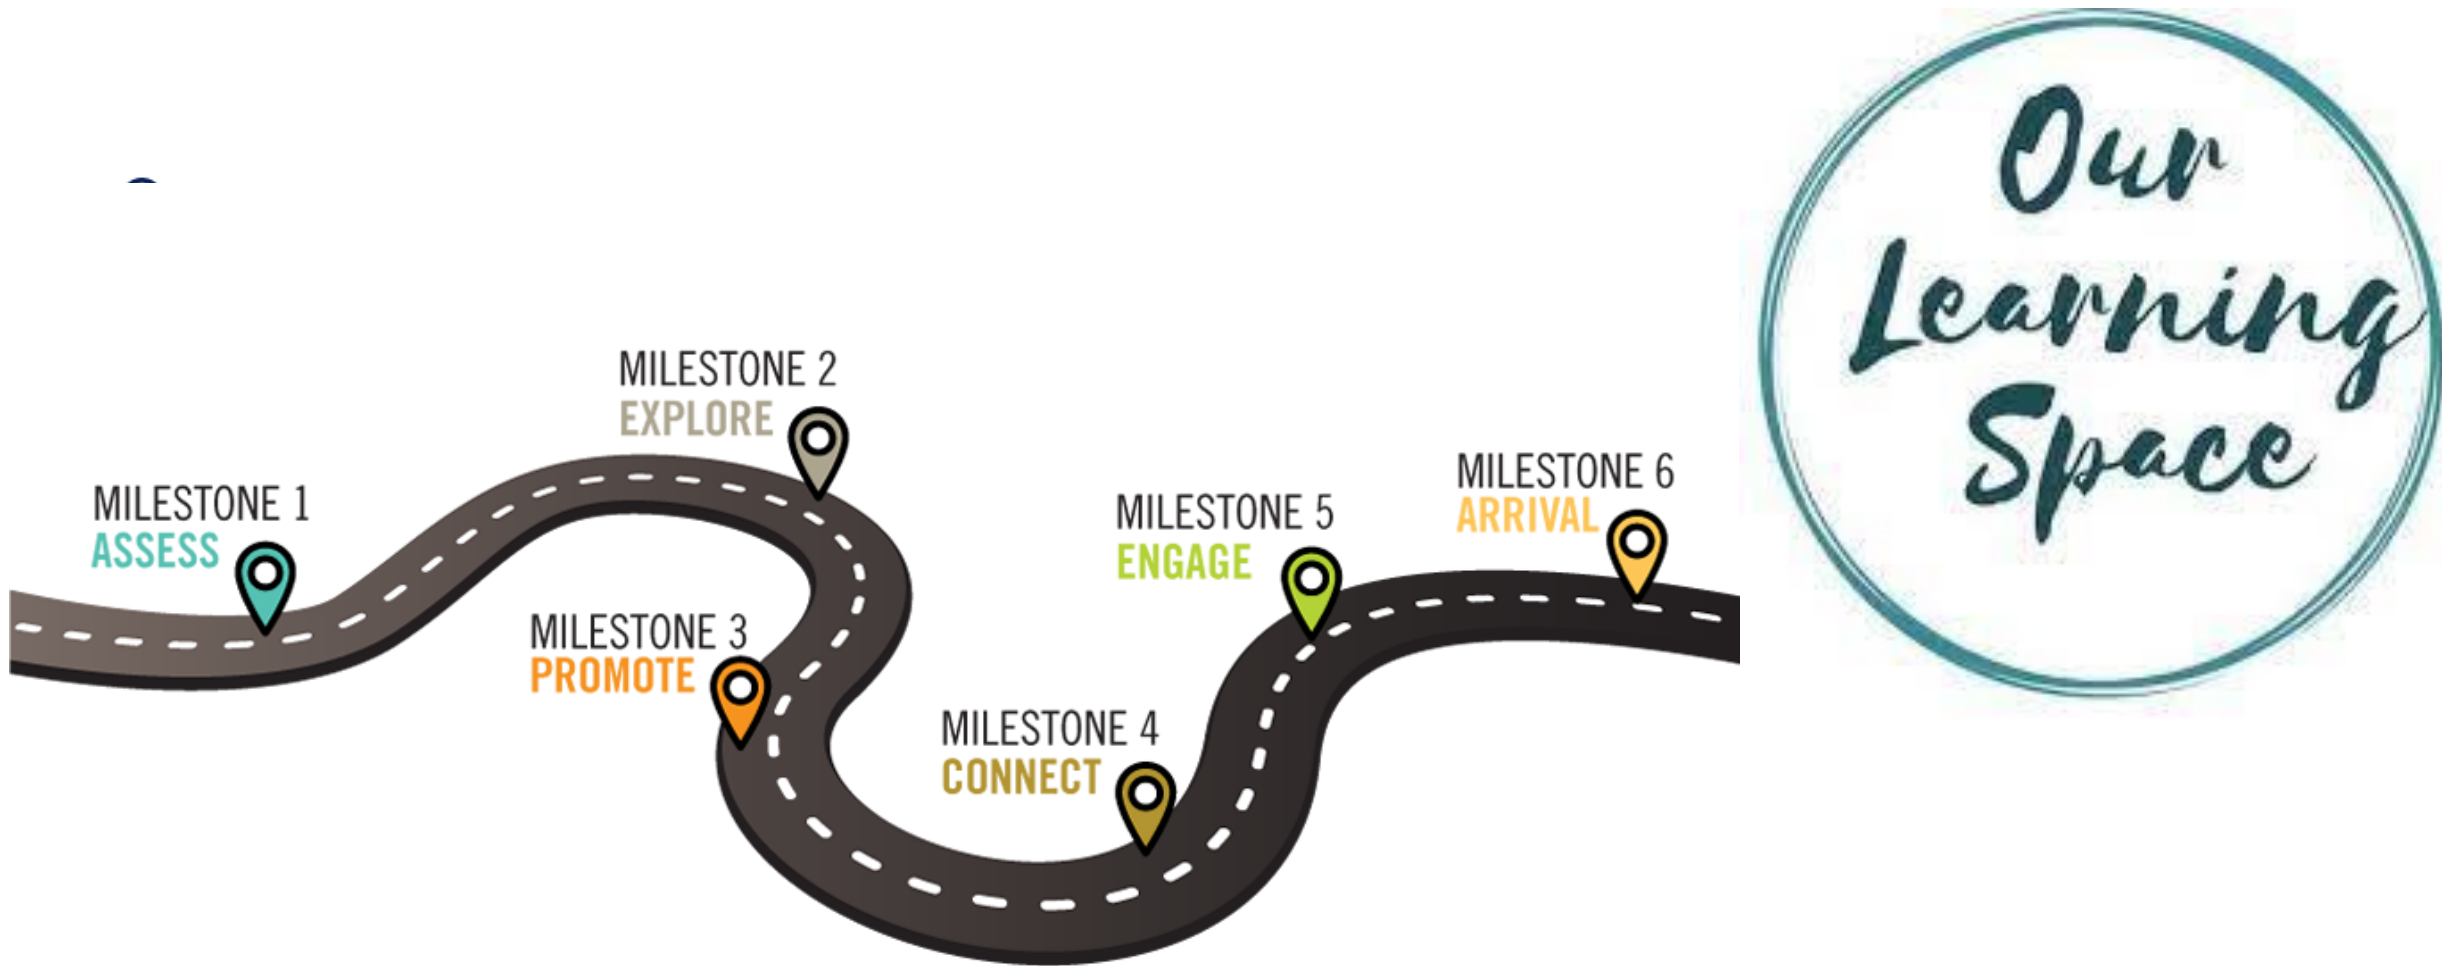 MILESTONE 1
ASSESS
MILESTONE 2
EXPLORE
MILESTONE 3
PROMOTE
MILESTONE 4
CONNECT
MILESTONE 5
ENGAGE
MILESTONE 6
ARRIVAL
Our
Learning
Space